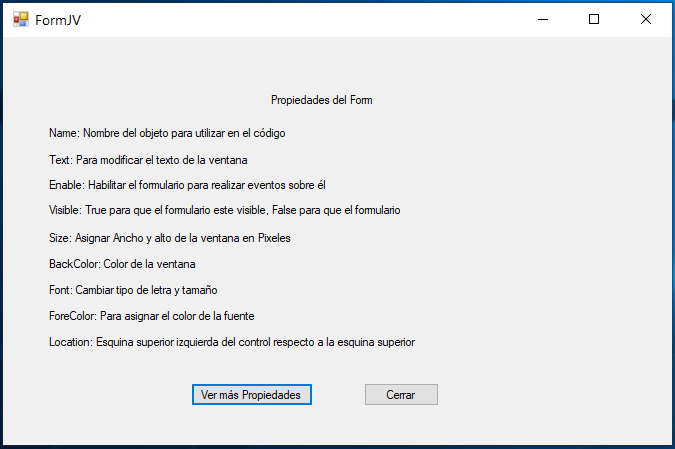 FormJV
Propiedades del Form
Name: Nombre del objeto para utilizar en el código
Text: Para modificar el texto de la ventana
Enable: Habilitar el formulario para realizar eventos sobre él
Visible: True para que el formulario este visible, False para que el formulario
Size: Asignar Ancho y alto de la ventana en Pixeles
BackColor: Color de la ventana
Font: Cambiar tipo de letra y tamaño
ForeColor: Para asignar el color de la fuente
Location: Esquina superior izquierda del control respecto a la esquina superior
Ver más Propiedades
Cerrar